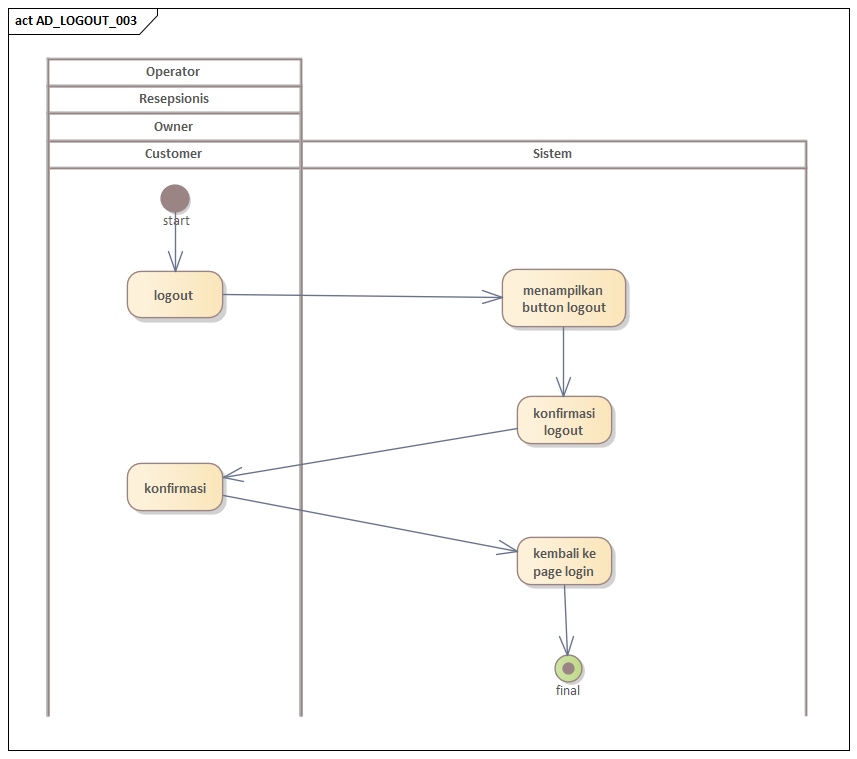 act AD_LOGOUT_003
Operator
Resepsionis
Owner
Customer
Sistem
start
logout
menampilkan
button logout
konfirmasi
logout
konfirmasi
kembali ke
page login
final